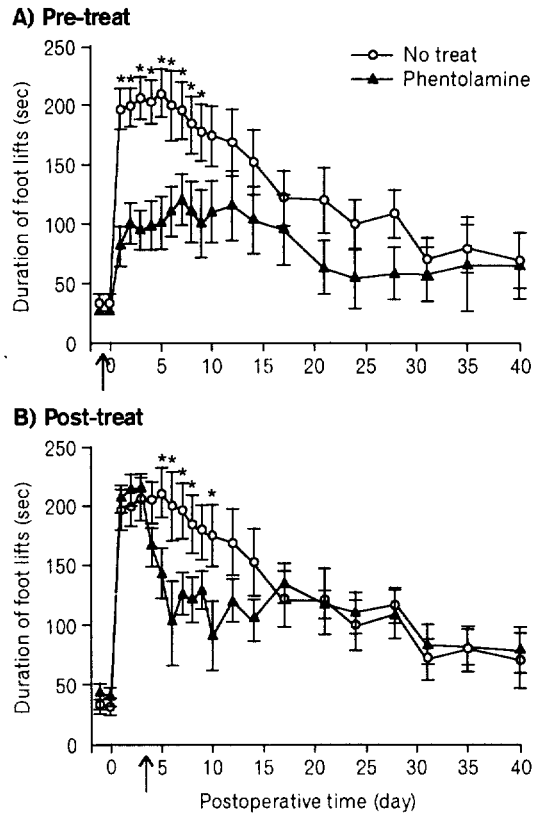 A) Pre-treat
250
200
150
100
50
0
Duration of foot lifts (sec)
No treat
Phentolamine
* * * * * * * * *
0 5 10 15 20 25 30 35 40
B) Post-treat
250
200
150
100
50
0
Duration of foot lifts (sec)
* * * * *
0 5 10 15 20 25 30 35 40
Postoperative time (day)